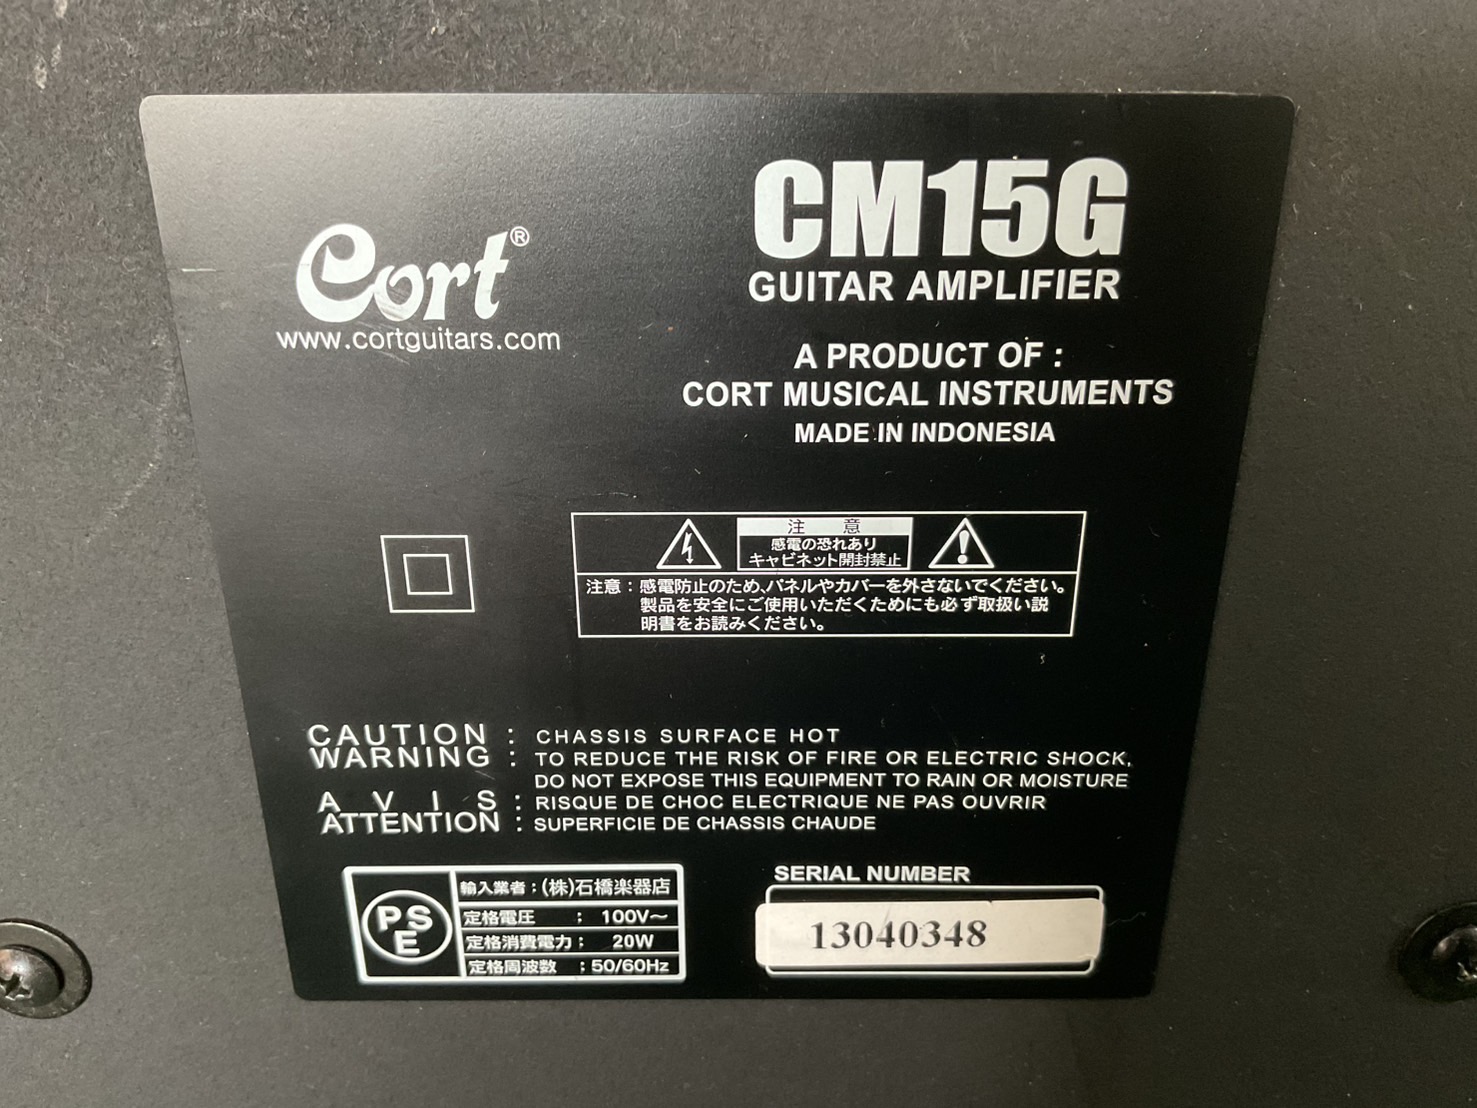 Cort®
www.cortguitars.com
CM15G
GUITAR AMPLIFIER
A PRODUCT OF :
CORT MUSICAL INSTRUMENTS
MADE IN INDONESIA
注 意
感電の恐れあり
キャビネット開封禁止
注意：感電防止のため、パネルやカバーを外さないでください。
製品を安全にご使用いただくためにも必ず取扱い説
明書をお読みください。
CAUTION : CHASSIS SURFACE HOT
WARNING : TO REDUCE THE RISK OF FIRE OR ELECTRIC SHOCK,
DO NOT EXPOSE THIS EQUIPMENT TO RAIN OR MOISTURE
A V I S : RISQUE DE CHOC ELECTRIQUE NE PAS OUVRIR
ATTENTION : SUPERFICIE DE CHASSIS CHAUDE
PS
E
輸入業者：(株)石橋楽器店
定格電圧 ： 100V～
定格消費電力： 20W
定格周波数 ：50/60Hz
SERIAL NUMBER
13040348